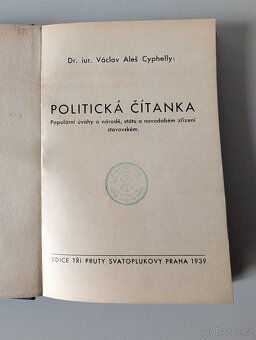 Dr. iur. Václav Aleš Cyphelly:
POLITICKÁ ČÍTANKA
Populární úvahy o národě, státu a novodobém zřízení
stavovském.
EDICE TŘI PRUTY SVATOPLUKOVY PRAHA 1939